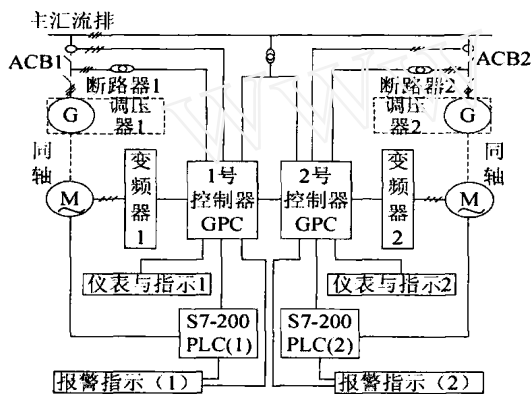 主汇流排
ACB1
ACB2
断路器1
断路器2
调压
器1
调压
器2
G
G
同
轴
同
轴
M
M
变
频
器
1
1号
控制器
GPC
2号
控制器
GPC
变
频
器
2
仪表与指示1
仪表与指示2
S7-200
PLC(1)
S7-200
PLC(2)
报警指示（1）
报警指示（2）